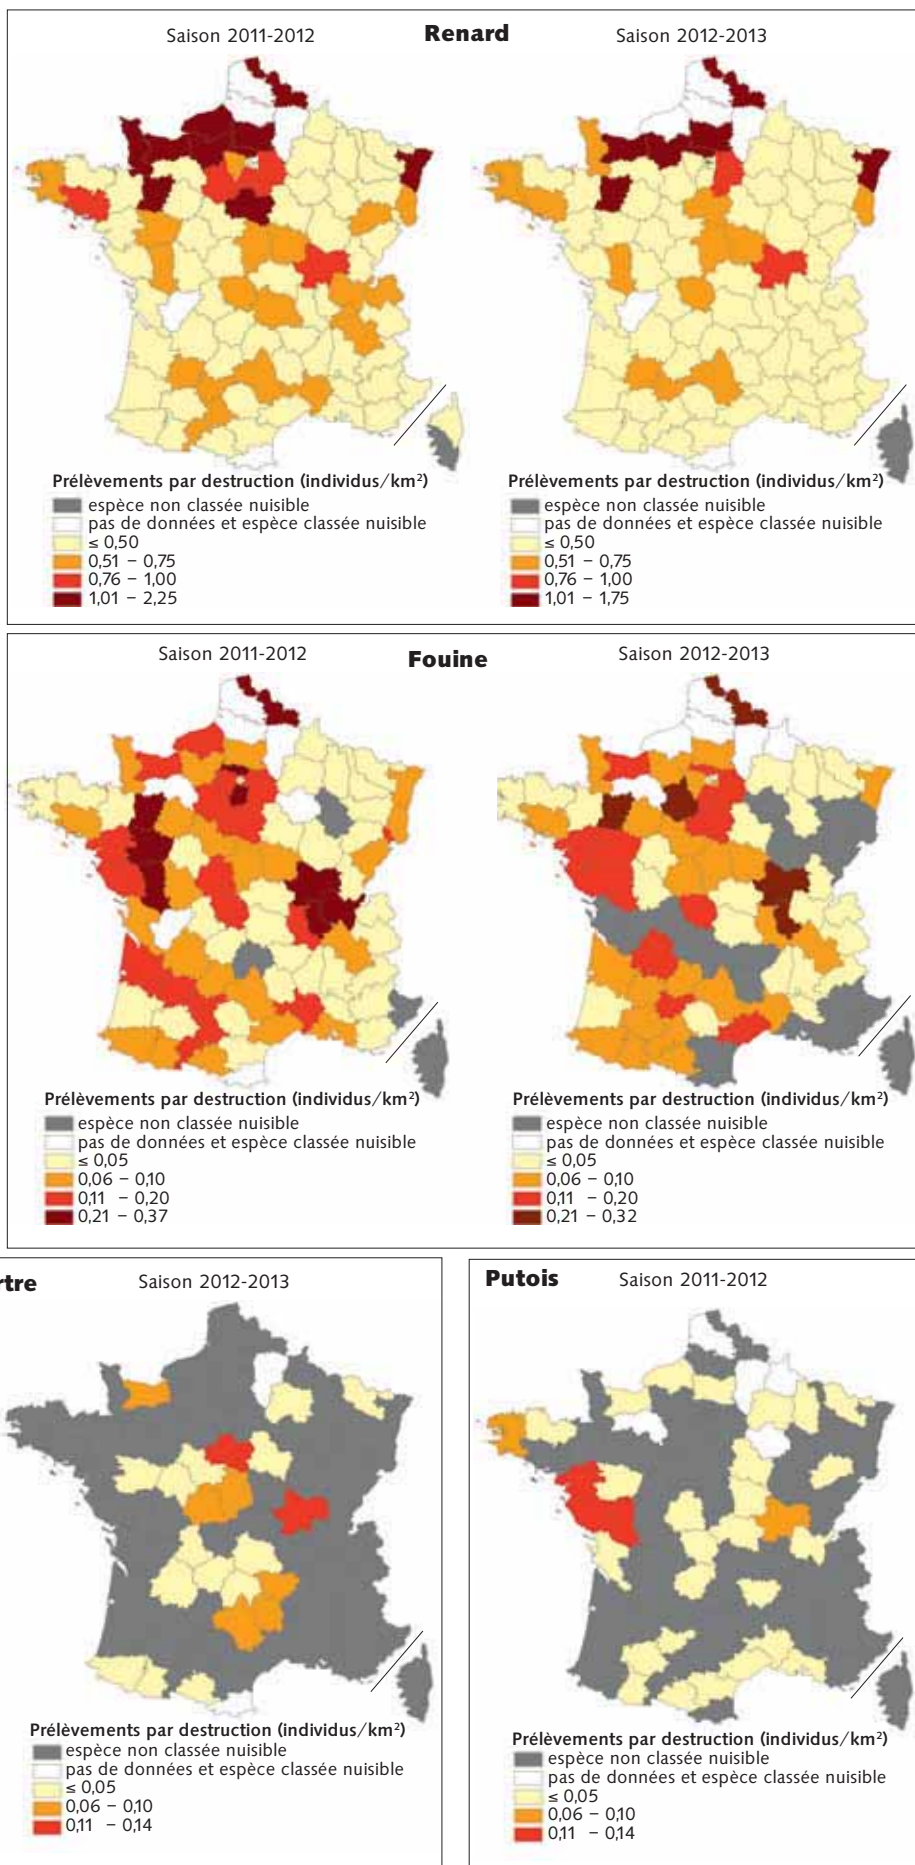 Renard
Saison 2011-2012
Saison 2012-2013
Prélèvements par destruction (individus/km²)
espèce non classée nuisible
pas de données et espèce classée nuisible
≤ 0,50
0,51 – 0,75
0,76 – 1,00
1,01 – 2,25
Prélèvements par destruction (individus/km²)
espèce non classée nuisible
pas de données et espèce classée nuisible
≤ 0,50
0,51 – 0,75
0,76 – 1,00
1,01 – 1,75
Fouine
Saison 2011-2012
Saison 2012-2013
Prélèvements par destruction (individus/km²)
espèce non classée nuisible
pas de données et espèce classée nuisible
≤ 0,05
0,06 – 0,10
0,11 – 0,20
0,21 – 0,37
Prélèvements par destruction (individus/km²)
espèce non classée nuisible
pas de données et espèce classée nuisible
≤ 0,05
0,06 – 0,10
0,11 – 0,20
0,21 – 0,32
rtre
Saison 2012-2013
Prélèvements par destruction (individus/km²)
espèce non classée nuisible
pas de données et espèce classée nuisible
≤ 0,05
0,06 – 0,10
0,11 – 0,14
Putois
Saison 2011-2012
Prélèvements par destruction (individus/km²)
espèce non classée nuisible
pas de données et espèce classée nuisible
≤ 0,05
0,06 – 0,10
0,11 – 0,14